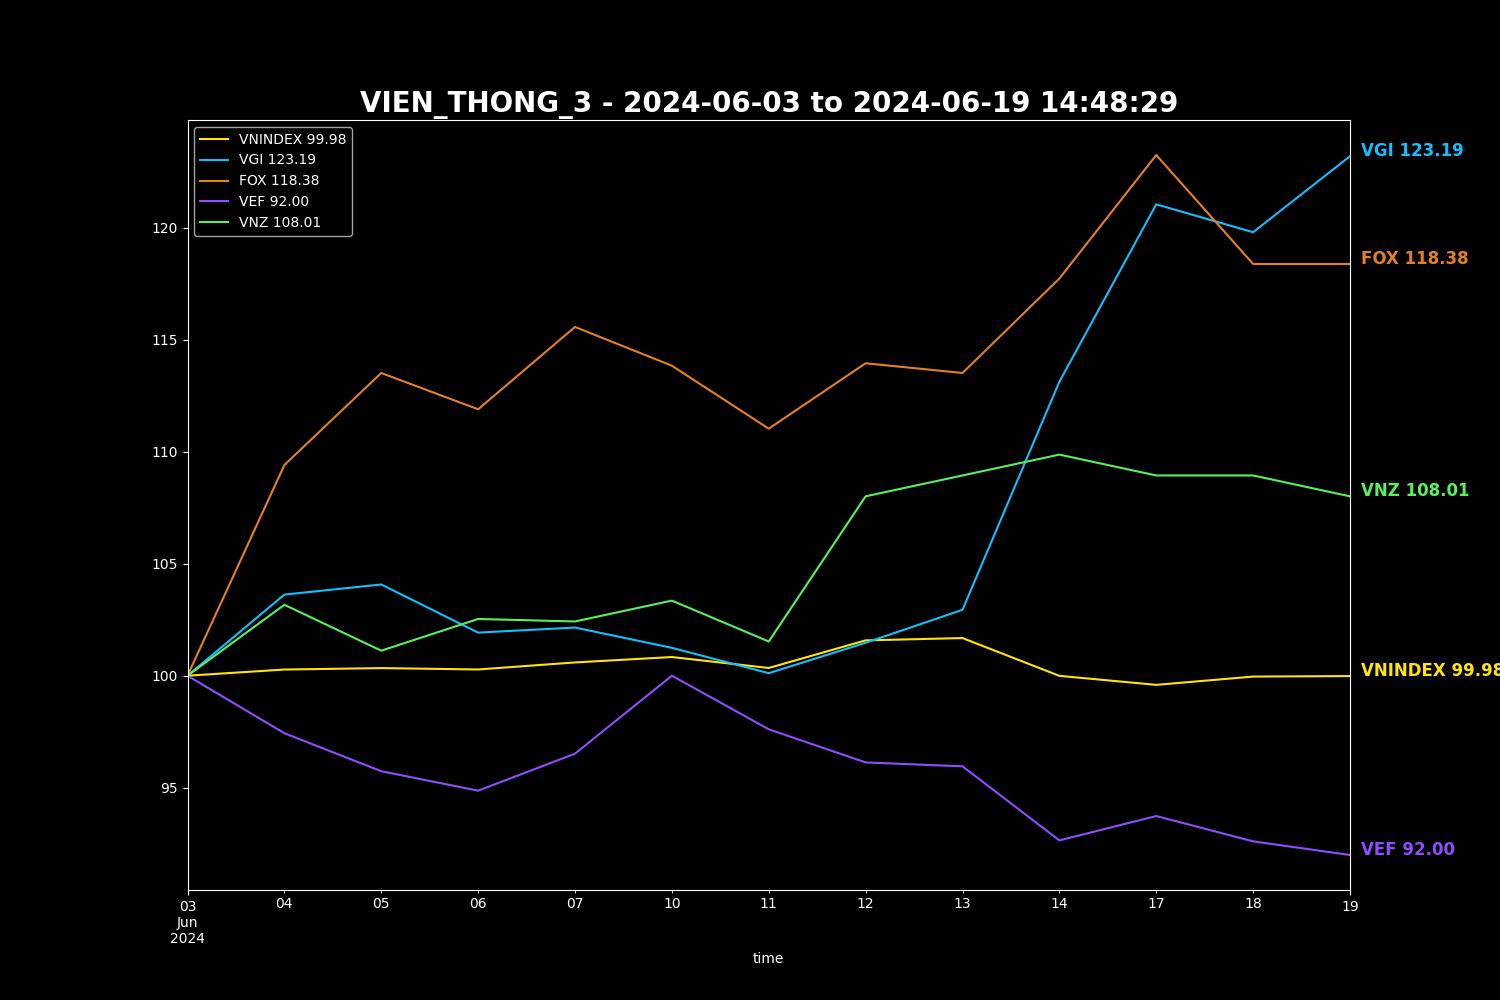 VIEN_THONG_3 - 2024-06-03 to 2024-06-19 14:48:29
VNINDEX 99.98
VGI 123.19
FOX 118.38
VEF 92.00
VNZ 108.01
VGI 123.19
FOX 118.38
VNZ 108.01
VNINDEX 99.98
VEF 92.00
120
115
110
105
100
95
03 04 05 06 07 10 11 12 13 14 17 18 19
Jun
2024
time